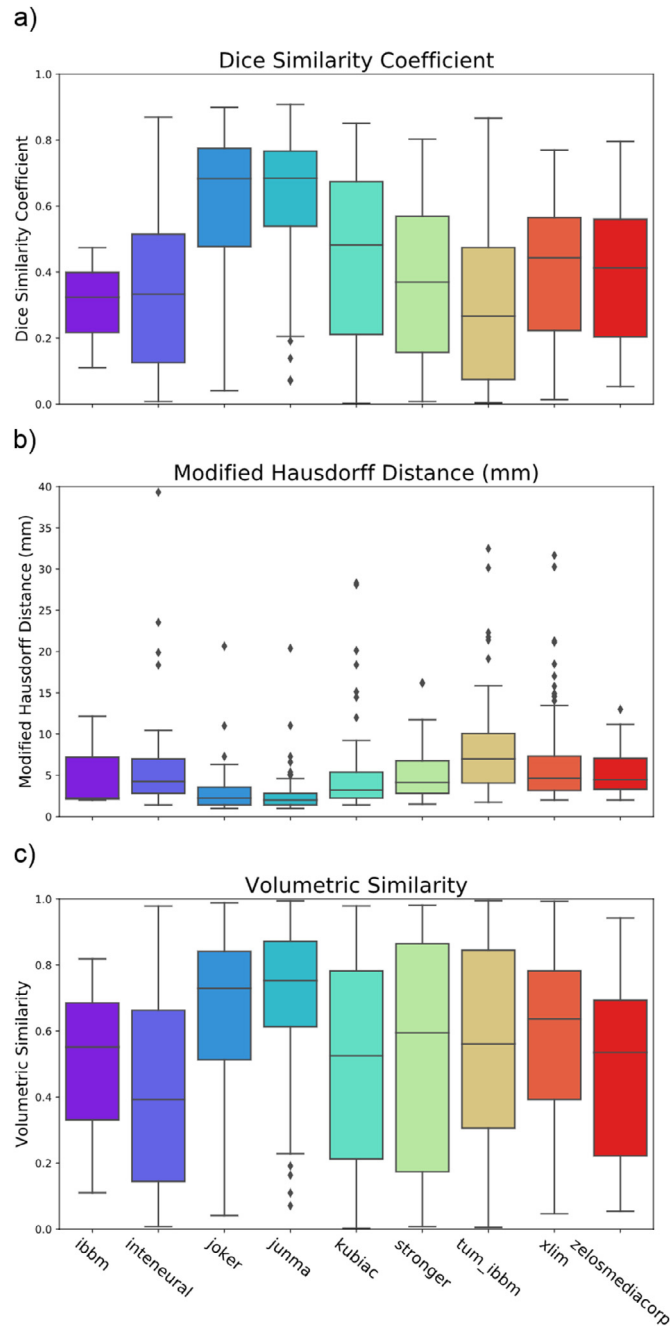 a)
Dice Similarity Coefficient
Dice Similarity Coefficient
1.0
0.8
0.6
0.4
0.2
0.0
b)
Modified Hausdorff Distance (mm)
Modified Hausdorff Distance (mm)
40
35
30
25
20
15
10
5
0
c)
Volumetric Similarity
Volumetric Similarity
1.0
0.8
0.6
0.4
0.2
0.0
ibbm
inteneural
joker
junma
kubiac
stronger
tum_ibbm
xlim
zelosmediacorp